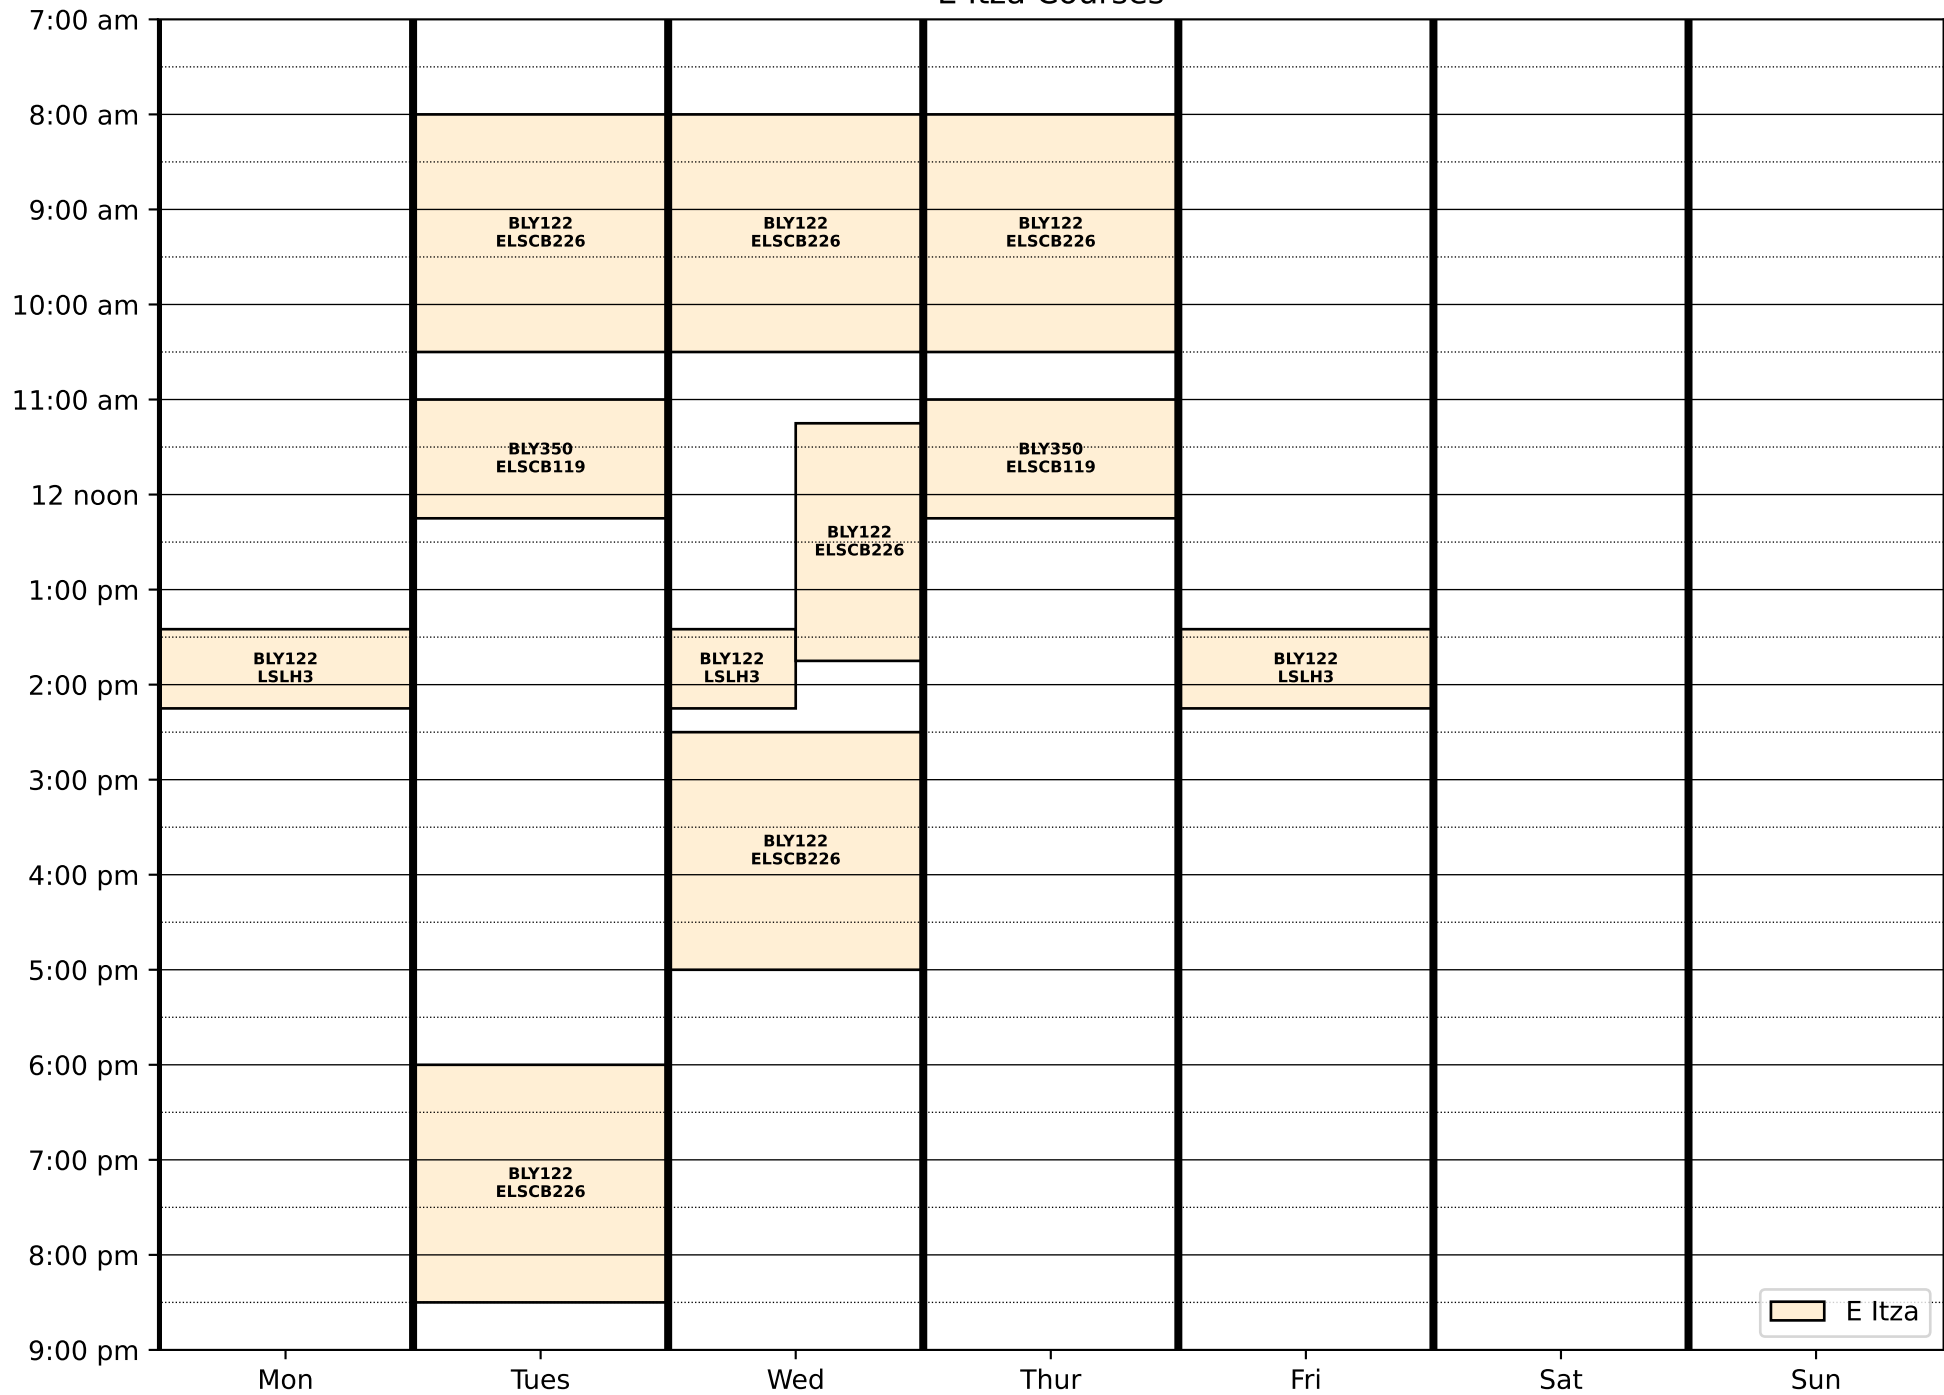 E Itza Courses
7:00 am
8:00 am
9:00 am
10:00 am
11:00 am
12 noon
1:00 pm
2:00 pm
3:00 pm
4:00 pm
5:00 pm
6:00 pm
7:00 pm
8:00 pm
9:00 pm
BLY122
ELSCB226
BLY122
ELSCB226
BLY122
ELSCB226
BLY350
ELSCB119
BLY350
ELSCB119
BLY122
ELSCB226
BLY122
LSLH3
BLY122
LSLH3
BLY122
LSLH3
BLY122
ELSCB226
BLY122
ELSCB226
E Itza
Mon
Tues
Wed
Thur
Fri
Sat
Sun